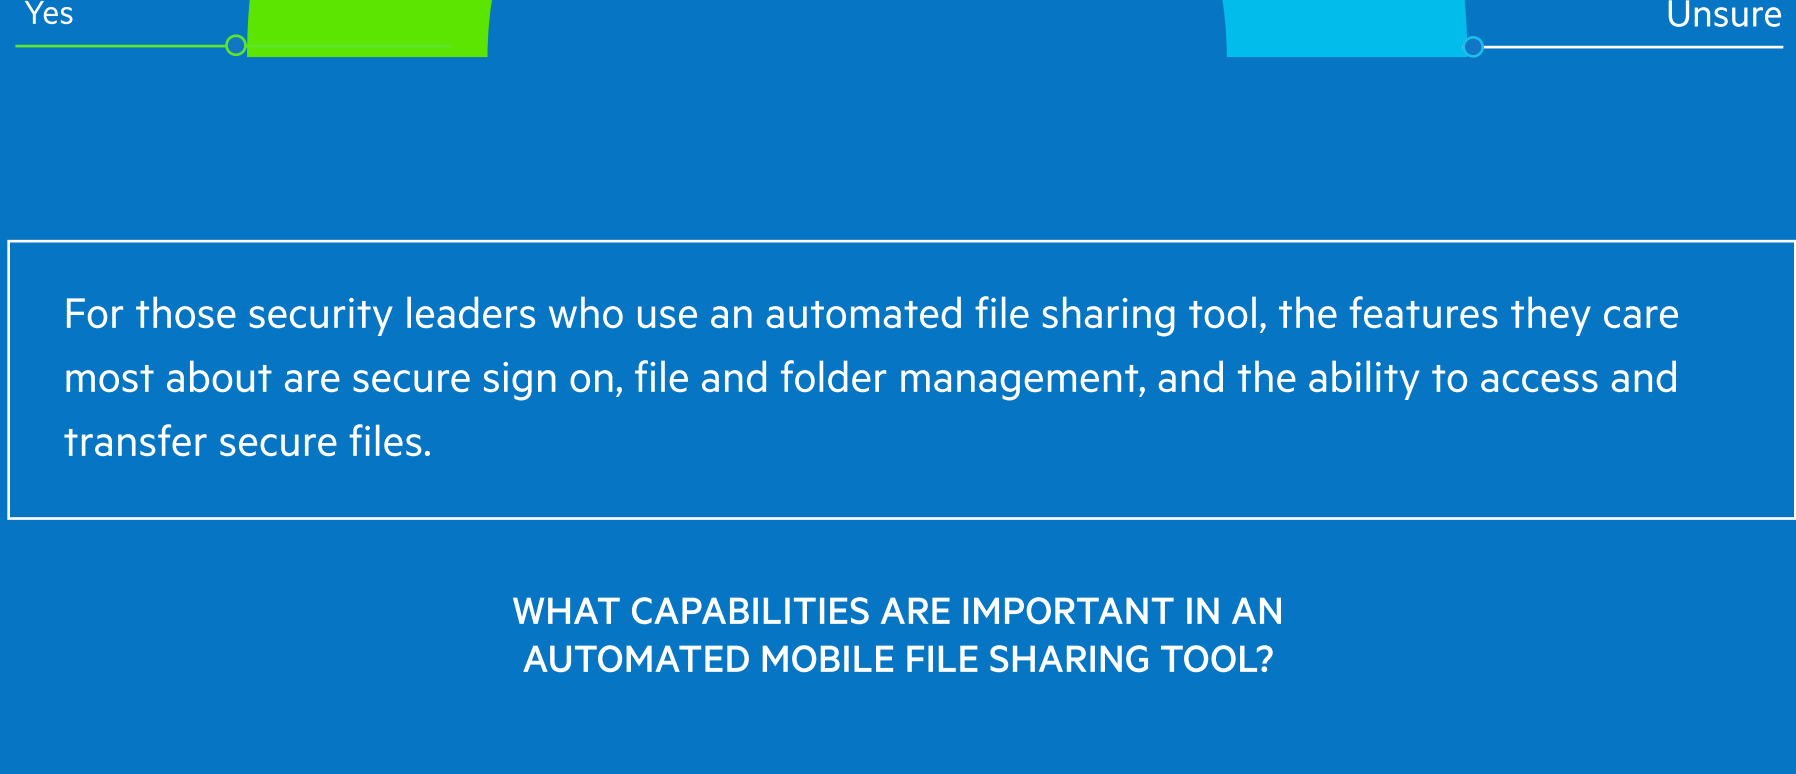 Yes
Unsure
For those security leaders who use an automated file sharing tool, the features they care
most about are secure sign on, file and folder management, and the ability to access and
transfer secure files.
WHAT CAPABILITIES ARE IMPORTANT IN AN
AUTOMATED MOBILE FILE SHARING TOOL?